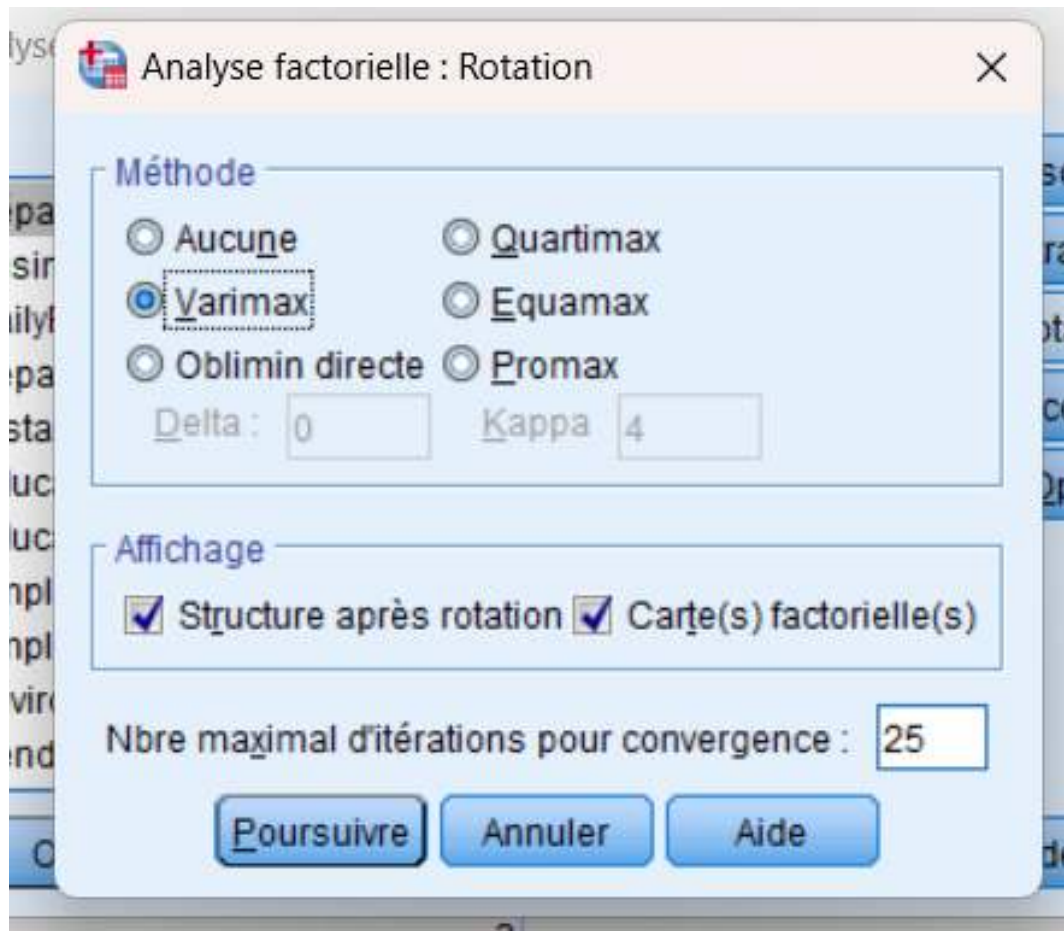 Analyse factorielle : Rotation
Méthode
Aucune
Quartimax
Varimax
Equamax
Oblimin directe
Promax
Delta : 0
Kappa 4
Affichage
Structure après rotation
Carte(s) factorielle(s)
Nbre maximal d'itérations pour convergence : 25
Poursuivre
Annuler
Aide